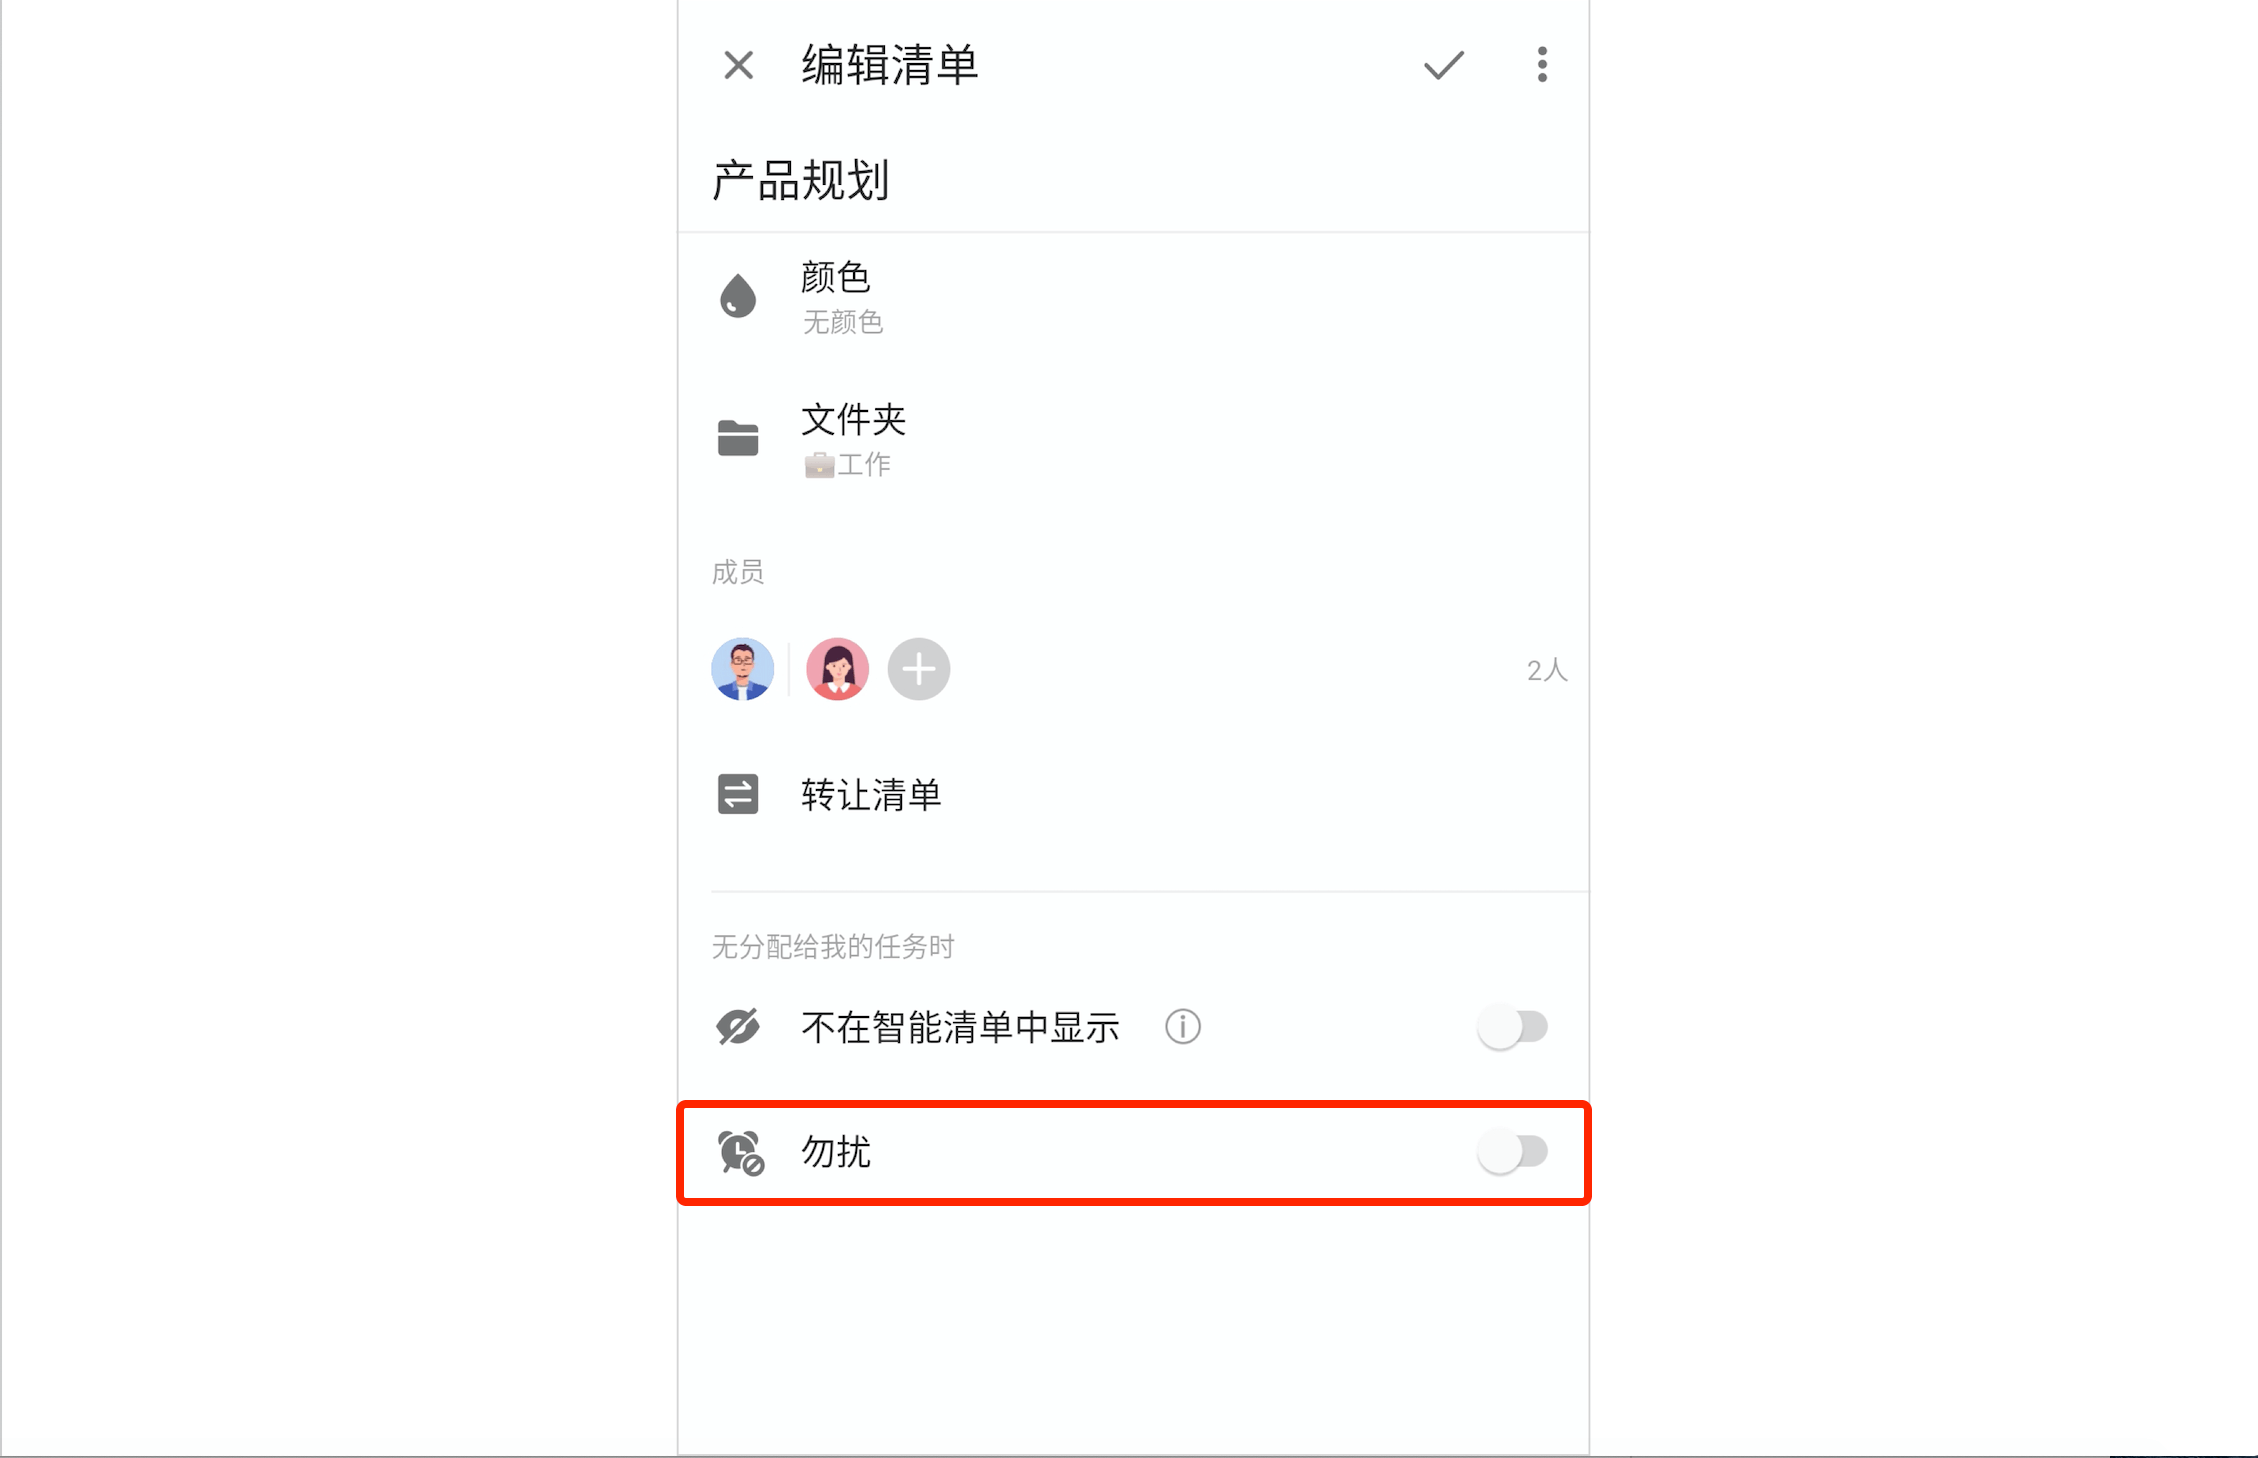 编辑清单
产品规划
颜色
无颜色
文件夹
工作
成员
2人
转让清单
无分配给我的任务时
不在智能清单中显示
勿扰